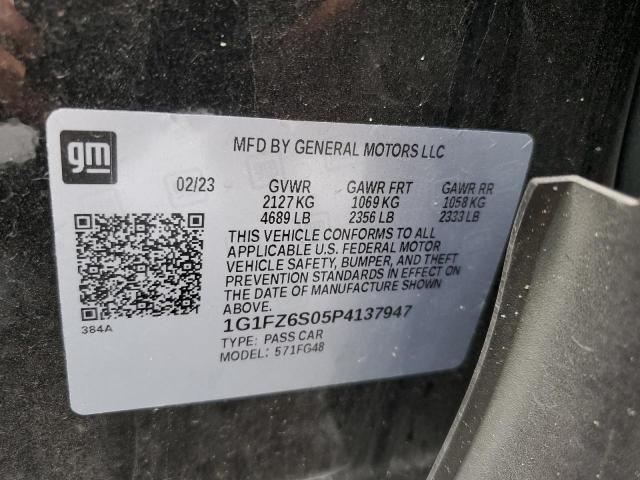 gm
MFD BY GENERAL MOTORS LLC
02/23 GVWR GAWR FRT GAWR RR
2127 KG 1069 KG 1058 KG
4689 LB 2356 LB 2333 LB
THIS VEHICLE CONFORMS TO ALL
APPLICABLE U.S. FEDERAL MOTOR
VEHICLE SAFETY, BUMPER, AND THEFT
PREVENTION STANDARDS IN EFFECT ON
THE DATE OF MANUFACTURE SHOWN
ABOVE.
384A
1G1FZ6S05P4137947
TYPE: PASS CAR
MODEL: 571FG48